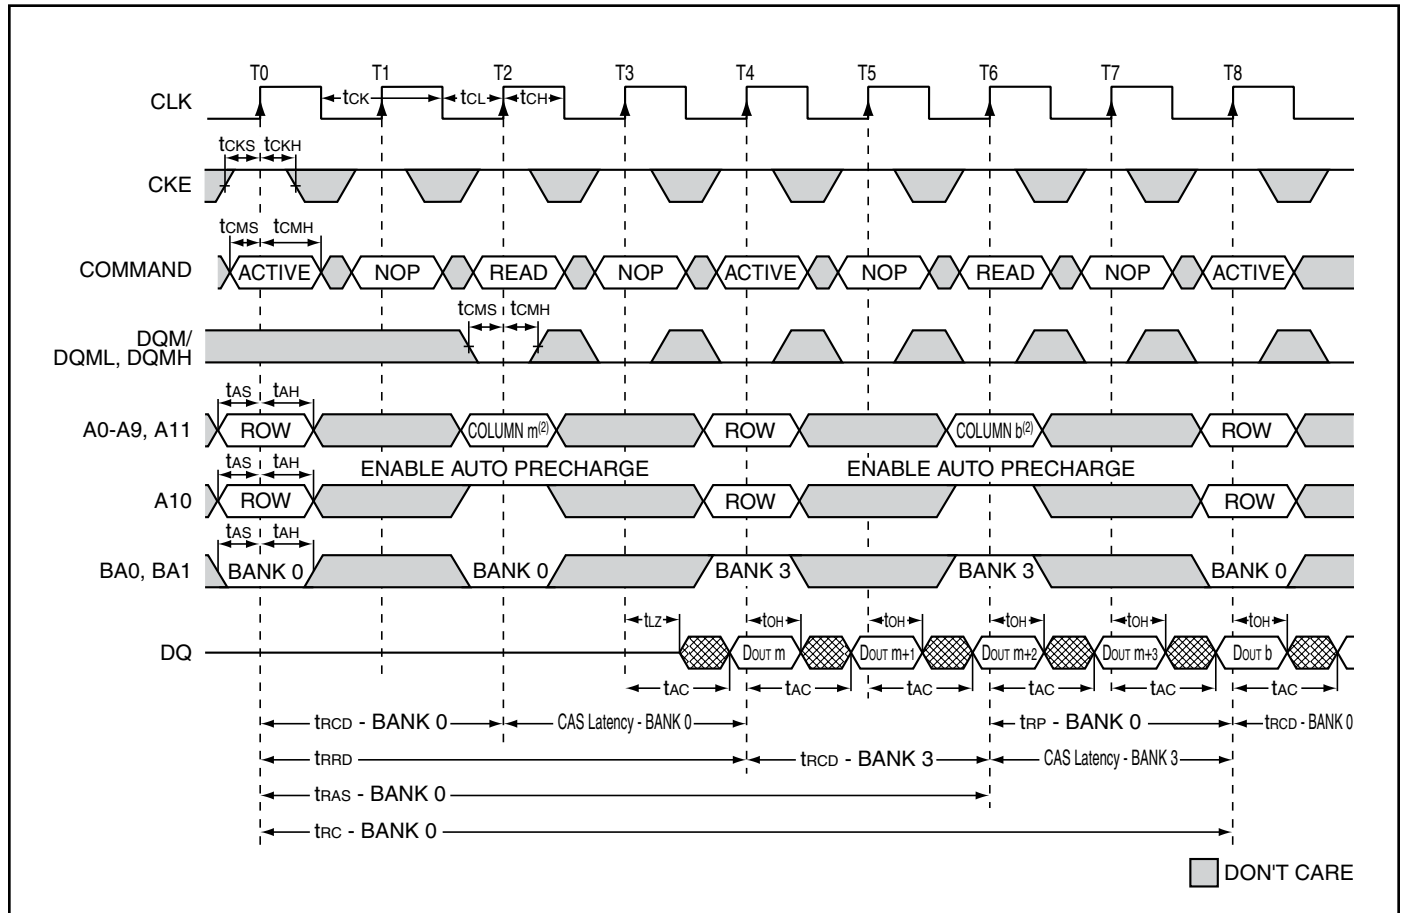 T0 T1 T2 T3 T4 T5 T6 T7 T8
CLK tCK tCL tCH
tCKS tCKH
CKE
tCMS tCMH
COMMAND ACTIVE NOP READ NOP ACTIVE NOP READ NOP ACTIVE
tCMS tCMH
DQM/
DQML, DQMH
tAS tAH
A0-A9, A11 ROW COLUMN m(2) ROW COLUMN b(2) ROW
tAS tAH ENABLE AUTO PRECHARGE ENABLE AUTO PRECHARGE
A10 ROW ROW ROW
tAS tAH
BA0, BA1 BANK 0 BANK 0 BANK 3 BANK 3 BANK 0
tLZ tOH tOH tOH tOH tOH
DQ DOUT m DOUT m+1 DOUT m+2 DOUT m+3 DOUT b
tAC tAC tAC tAC tAC tAC
tRCD - BANK 0 CAS Latency - BANK 0 tRP - BANK 0 tRCD - BANK 0
tRRD tRCD - BANK 3 CAS Latency - BANK 3
tRAS - BANK 0
tRC - BANK 0
DON'T CARE